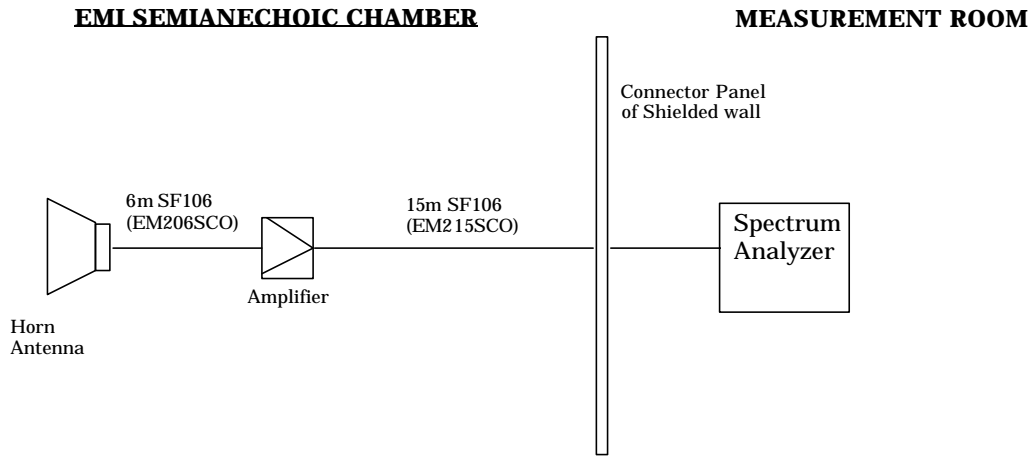 EMI SEMIANECHOIC CHAMBER
MEASUREMENT ROOM
Connector Panel
of Shielded wall
6m SF106
(EM206SCO)
15m SF106
(EM215SCO)
Spectrum
Analyzer
Amplifier
Horn
Antenna